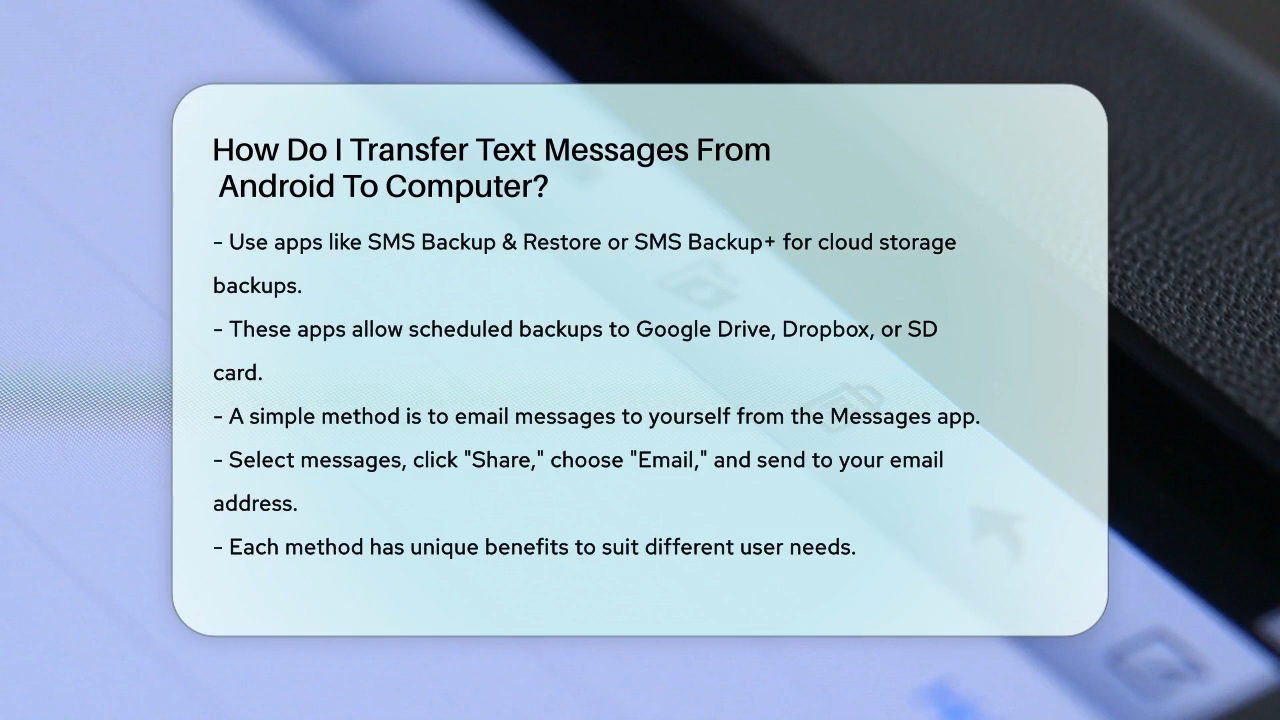 How Do I Transfer Text Messages From
Android To Computer?
- Use apps like SMS Backup & Restore or SMS Backup+ for cloud storage
backups.
- These apps allow scheduled backups to Google Drive, Dropbox, or SD
card.
- A simple method is to email messages to yourself from the Messages app.
- Select messages, click "Share," choose "Email," and send to your email
address.
- Each method has unique benefits to suit different user needs.